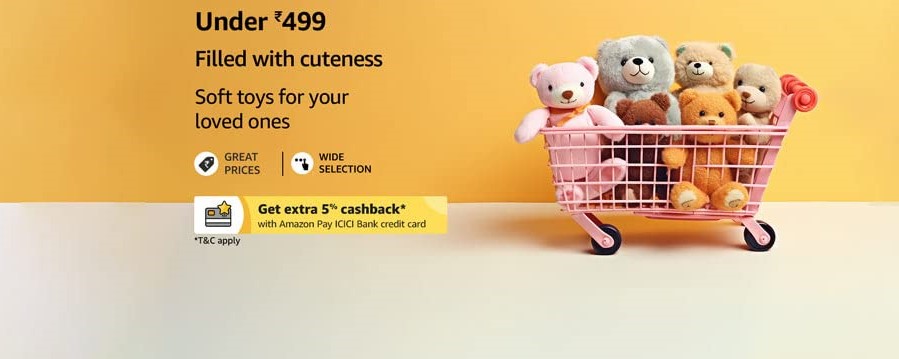 Under ₹499
Filled with cuteness
Soft toys for your
loved ones
GREAT
PRICES
WIDE
SELECTION
Get extra 5% cashback*
with Amazon Pay ICICI Bank credit card
*T&C apply